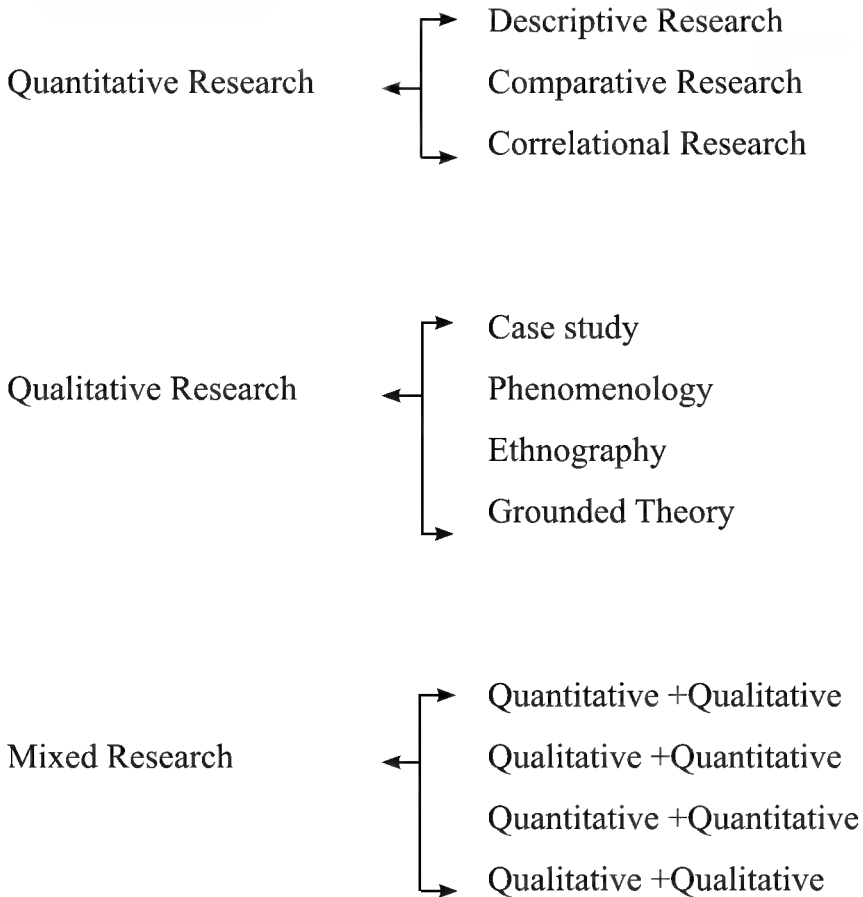 Descriptive Research
Quantitative Research
Comparative Research
Correlational Research
Case study
Qualitative Research
Phenomenology
Ethnography
Grounded Theory
Quantitative +Qualitative
Mixed Research
Qualitative +Quantitative
Quantitative +Quantitative
Qualitative +Qualitative